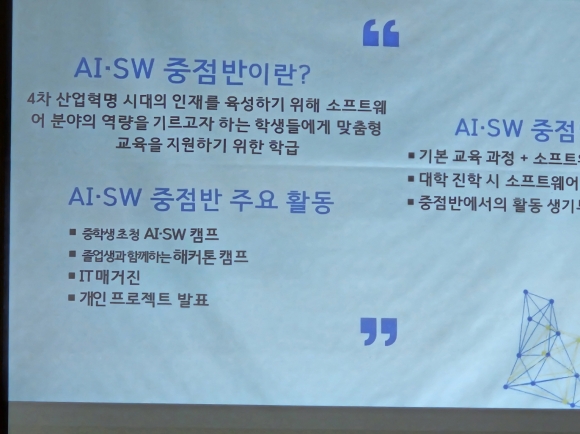 AI·SW 중점반이란?
4차 산업혁명 시대의 인재를 육성하기 위해 소프트웨
어 분야의 역량을 기르고자 하는 학생들에게 맞춤형
교육을 지원하기 위한 학급
AI·SW 중점반 주요 활동
▪ 중학생 초청 AI·SW 캠프
▪ 졸업생과 함께하는 해커톤 캠프
▪ IT 매거진
▪ 개인 프로젝트 발표
AI·SW 중점
▪ 기본 교육 과정 + 소프트
▪ 대학 진학 시 소프트웨어
▪ 중점반에서의 활동 생기